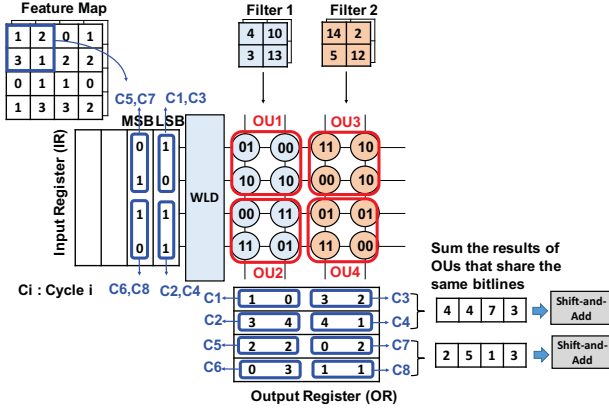 Feature Map
1 2 0 1
3 1 2 2
0 1 1 0
1 3 3 2
Filter 1
4 10
3 13
Filter 2
14 2
5 12
C5,C7 C1,C3
MSB LSB
Input Register (IR)
0 1
1 0
1 1
0 1
WLD
OU1 OU3
01 00 11 10
10 10 00 10
00 11 01 01
11 01 11 00
OU2 OU4
C6,C8 C2,C4
Ci : Cycle i
C1 1 0 3 2 C3
C2 3 4 4 1 C4
C5 2 2 0 2 C7
C6 0 3 1 1 C8
Output Register (OR)
Sum the results of
OUs that share the
same bitlines
4 4 7 3
Shift-and-
Add
2 5 1 3
Shift-and-
Add